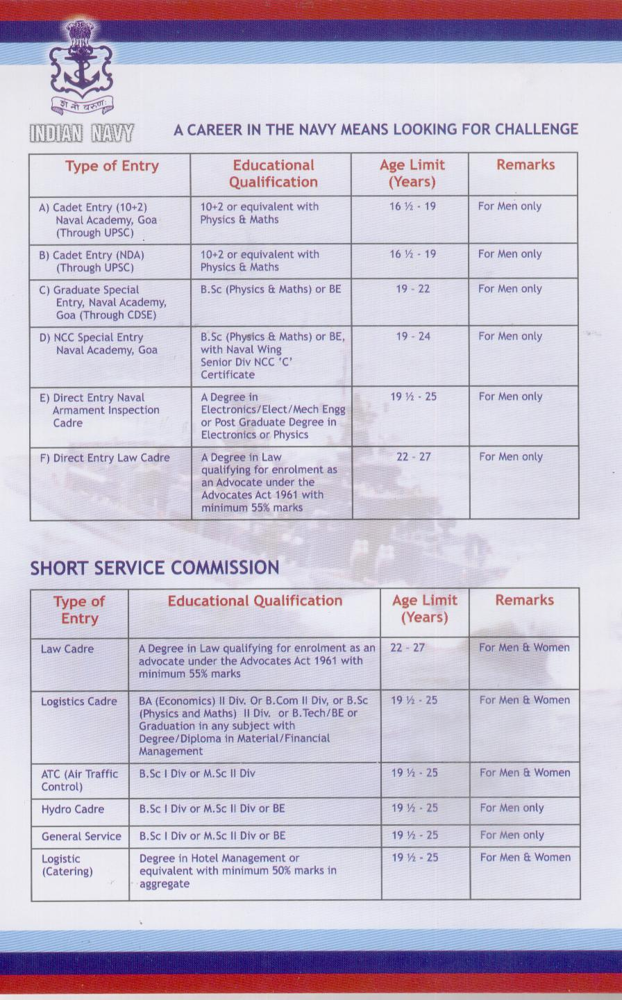 शं नो वरुणः
INDIAN NAVY
A CAREER IN THE NAVY MEANS LOOKING FOR CHALLENGE
Type of Entry
Educational
Qualification
Age Limit
(Years)
Remarks
A) Cadet Entry (10+2)
Naval Academy, Goa
(Through UPSC)
10+2 or equivalent with
Physics & Maths
16 ½ - 19
For Men only
B) Cadet Entry (NDA)
(Through UPSC)
10+2 or equivalent with
Physics & Maths
16 ½ - 19
For Men only
C) Graduate Special
Entry, Naval Academy,
Goa (Through CDSE)
B.Sc (Physics & Maths) or BE
19 - 22
For Men only
D) NCC Special Entry
Naval Academy, Goa
B.Sc (Physics & Maths) or BE,
with Naval Wing
Senior Div NCC ‘C’
Certificate
19 - 24
For Men only
E) Direct Entry Naval
Armament Inspection
Cadre
A Degree in
Electronics/Elect/Mech Engg
or Post Graduate Degree in
Electronics or Physics
19 ½ - 25
For Men only
F) Direct Entry Law Cadre
A Degree in Law
qualifying for enrolment as
an Advocate under the
Advocates Act 1961 with
minimum 55% marks
22 - 27
For Men only
SHORT SERVICE COMMISSION
Type of
Entry
Educational Qualification
Age Limit
(Years)
Remarks
Law Cadre
A Degree in Law qualifying for enrolment as an
advocate under the Advocates Act 1961 with
minimum 55% marks
22 - 27
For Men & Women
Logistics Cadre
BA (Economics) II Div. Or B.Com II Div, or B.Sc
(Physics and Maths) II Div. or B.Tech/BE or
Graduation in any subject with
Degree/Diploma in Material/Financial
Management
19 ½ - 25
For Men & Women
ATC (Air Traffic
Control)
B.Sc I Div or M.Sc II Div
19 ½ - 25
For Men & Women
Hydro Cadre
B.Sc I Div or M.Sc II Div or BE
19 ½ - 25
For Men only
General Service
B.Sc I Div or M.Sc II Div or BE
19 ½ - 25
For Men only
Logistic
(Catering)
Degree in Hotel Management or
equivalent with minimum 50% marks in
aggregate
19 ½ - 25
For Men & Women